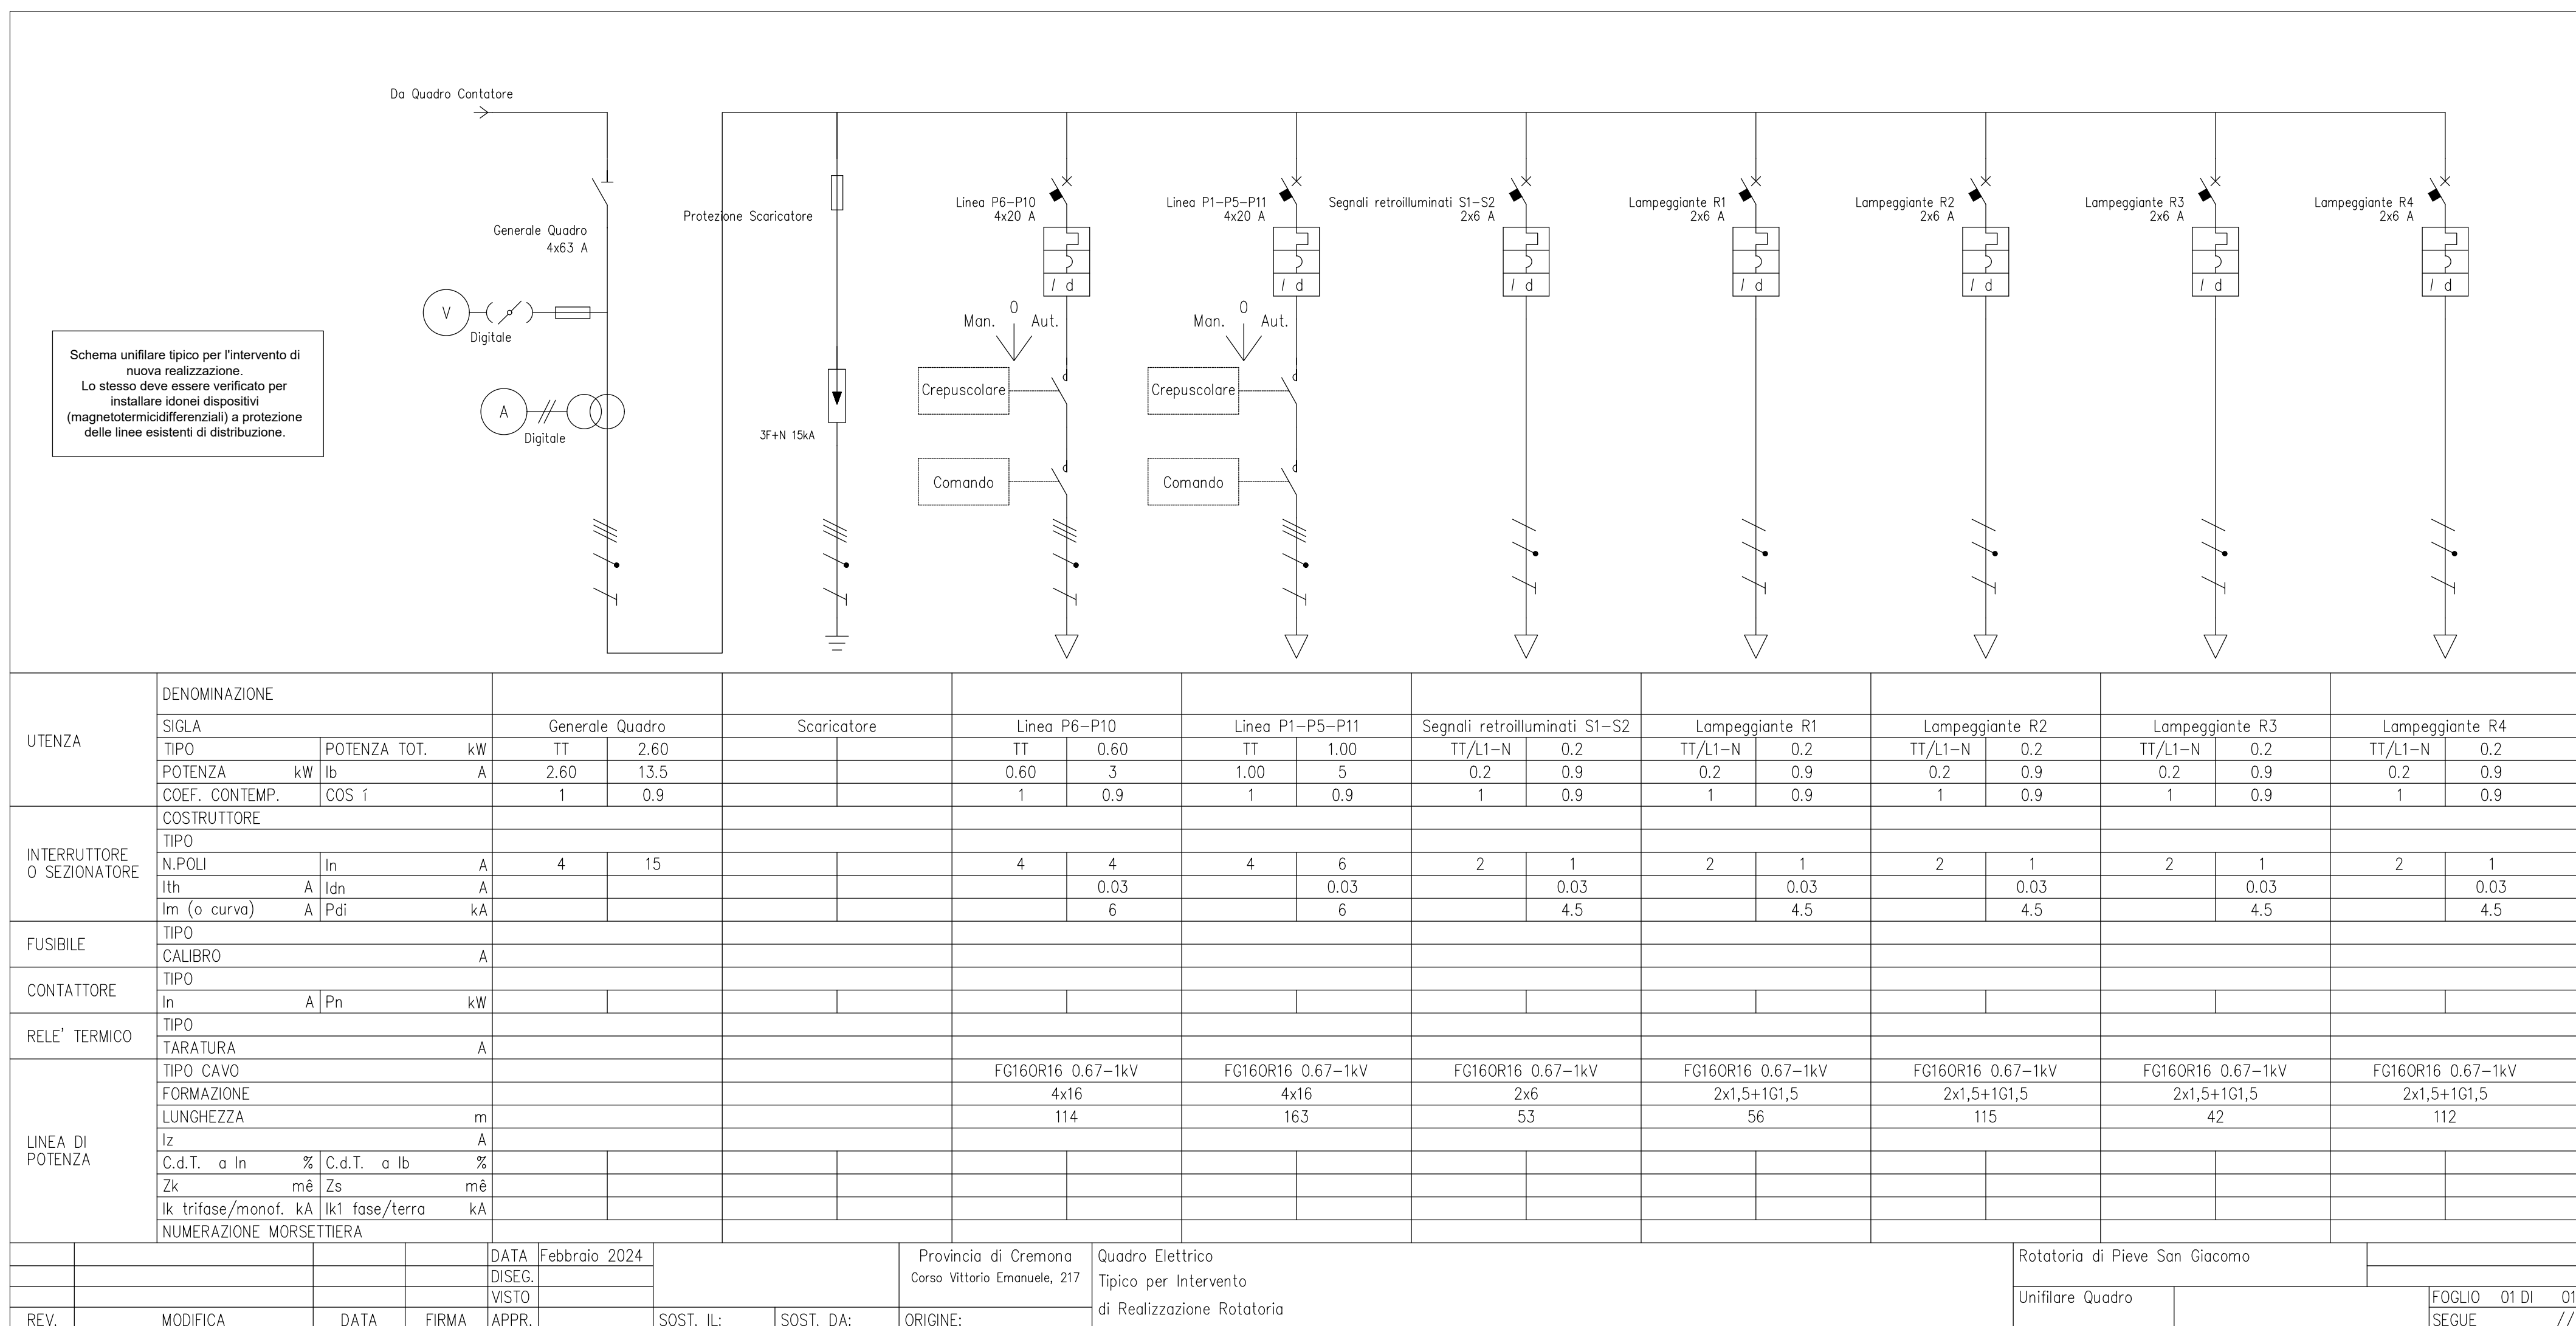 Da Quadro Contatore
Generale Quadro
4x63 A
V
Digitale
A
Digitale
Schema unifilare tipico per l'intervento di
nuova realizzazione.
Lo stesso deve essere verificato per
installare idonei dispositivi
(magnetotermicidifferenziali) a protezione
delle linee esistenti di distribuzione.
Protezione Scaricatore
3F+N 15kA
Linea P6-P10
4x20 A
I d
0
Man. Aut.
Crepuscolare
Comando
Linea P1-P5-P11
4x20 A
I d
0
Man. Aut.
Crepuscolare
Comando
Segnali retroilluminati S1-S2
2x6 A
I d
Lampeggiante R1
2x6 A
I d
Lampeggiante R2
2x6 A
I d
Lampeggiante R3
2x6 A
I d
Lampeggiante R4
2x6 A
I d
UTENZA
DENOMINAZIONE
SIGLA Generale Quadro Scaricatore Linea P6-P10 Linea P1-P5-P11 Segnali retroilluminati S1-S2 Lampeggiante R1 Lampeggiante R2 Lampeggiante R3 Lampeggiante R4
TIPO POTENZA TOT. kW TT 2.60 TT 0.60 TT 1.00 TT/L1-N 0.2 TT/L1-N 0.2 TT/L1-N 0.2 TT/L1-N 0.2 TT/L1-N 0.2
POTENZA kW Ib A 2.60 13.5 0.60 3 1.00 5 0.2 0.9 0.2 0.9 0.2 0.9 0.2 0.9 0.2 0.9
COEF. CONTEMP. COS í 1 0.9 1 0.9 1 0.9 1 0.9 1 0.9 1 0.9 1 0.9 1 0.9
INTERRUTTORE
O SEZIONATORE
COSTRUTTORE
TIPO
N.POLI In A 4 15 4 4 4 6 2 1 2 1 2 1 2 1 2 1
Ith A Idn A 0.03 0.03 0.03 0.03 0.03 0.03 0.03
Im (o curva) A Pdi kA 6 6 4.5 4.5 4.5 4.5 4.5
FUSIBILE
TIPO
CALIBRO A
CONTATTORE
TIPO
In A Pn kW
RELE' TERMICO
TIPO
TARATURA A
LINEA DI
POTENZA
TIPO CAVO FG16OR16 0.67-1kV FG16OR16 0.67-1kV FG16OR16 0.67-1kV FG16OR16 0.67-1kV FG16OR16 0.67-1kV FG16OR16 0.67-1kV FG16OR16 0.67-1kV
FORMAZIONE 4x16 4x16 2x6 2x1,5+1G1,5 2x1,5+1G1,5 2x1,5+1G1,5 2x1,5+1G1,5
LUNGHEZZA m 114 163 53 56 115 42 112
Iz A
C.d.T. a In % C.d.T. a Ib %
Zk mê Zs mê
Ik trifase/monof. kA Ik1 fase/terra kA
NUMERAZIONE MORSETTIERA
REV. MODIFICA DATA FIRMA
DATA Febbraio 2024
DISEG.
VISTO
APPR.
SOST. IL: SOST. DA:
Provincia di Cremona
Corso Vittorio Emanuele, 217
ORIGINE:
Quadro Elettrico
Tipico per Intervento
di Realizzazione Rotatoria
Rotatoria di Pieve San Giacomo
Unifilare Quadro
FOGLIO 01 DI 01
SEGUE //